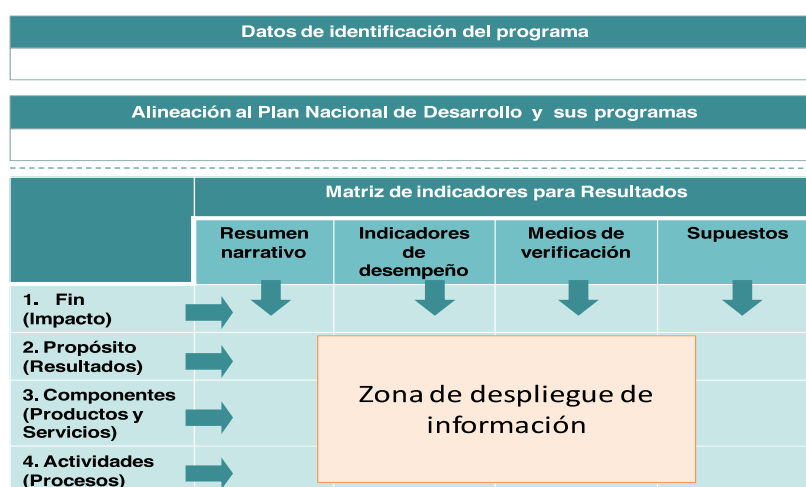 Datos de identificación del programa
Alineación al Plan Nacional de Desarrollo y sus programas
Matriz de indicadores para Resultados
Resumen
narrativo
Indicadores
de
desempeño
Medios de
verificación
Supuestos
1. Fin
(Impacto)
2. Propósito
(Resultados)
3. Componentes
(Productos y
Servicios)
4. Actividades
(Procesos)
Zona de despliegue de
información